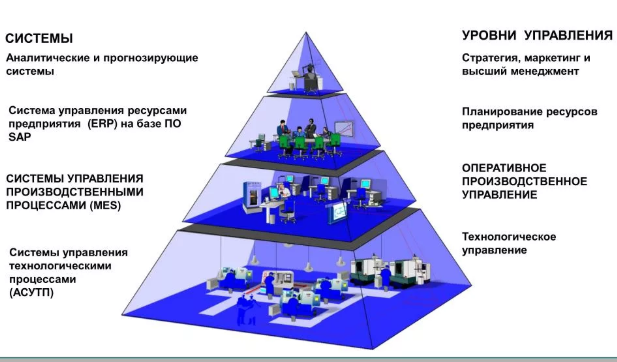 СИСТЕМЫ
Аналитические и прогнозирующие
системы
Система управления ресурсами
предприятия (ERP) на базе ПО
SAP
СИСТЕМЫ УПРАВЛЕНИЯ
ПРОИЗВОДСТВЕННЫМИ
ПРОЦЕССАМИ (MES)
Системы управления
технологическими
процессами
(АСУТП)
УРОВНИ УПРАВЛЕНИЯ
Стратегия, маркетинг и
высший менеджмент
Планирование ресурсов
предприятия
ОПЕРАТИВНОЕ
ПРОИЗВОДСТВЕННОЕ
УПРАВЛЕНИЕ
Технологическое
управление